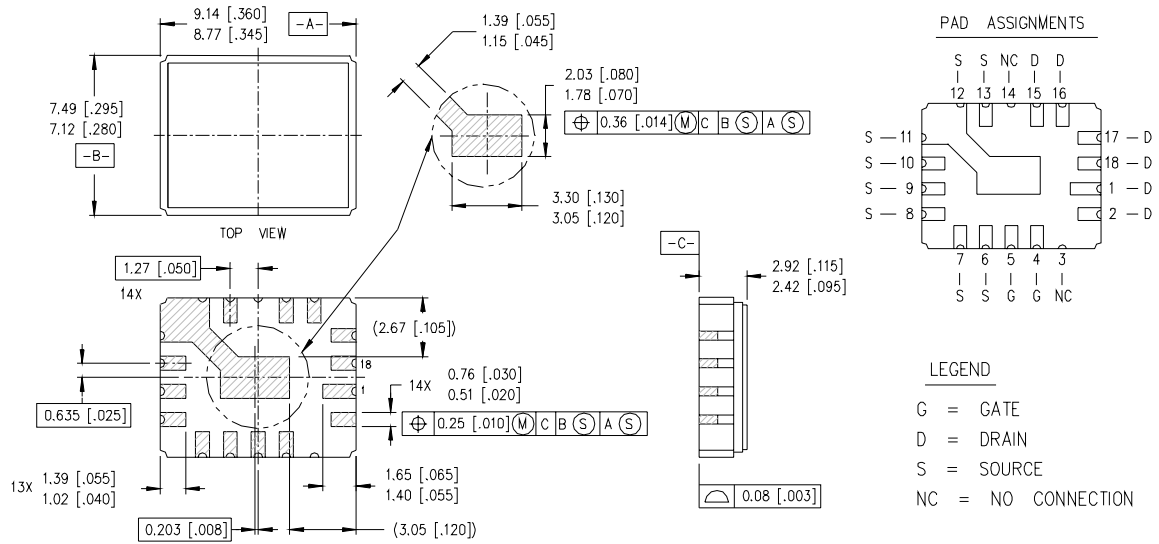 9.14 [.360]
8.77 [.345]
-A-
7.49 [.295]
7.12 [.280]
-B-
TOP VIEW
1.39 [.055]
1.15 [.045]
2.03 [.080]
1.78 [.070]
⌖ 0.36 [.014] Ⓜ C B Ⓢ A Ⓢ
3.30 [.130]
3.05 [.120]
1.27 [.050]
14X
(2.67 [.105])
18
1
0.635 [.025]
14X 0.76 [.030]
0.51 [.020]
⌖ 0.25 [.010] Ⓜ C B Ⓢ A Ⓢ
13X 1.39 [.055]
1.02 [.040]
1.65 [.065]
1.40 [.055]
0.203 [.008]
(3.05 [.120])
-C-
2.92 [.115]
2.42 [.095]
⌓ 0.08 [.003]
PAD ASSIGNMENTS
S S NC D D
12 13 14 15 16
S — 11
S — 10
S — 9
S — 8
17 — D
18 — D
1 — D
2 — D
7 6 5 4 3
S S G G NC
LEGEND
G = GATE
D = DRAIN
S = SOURCE
NC = NO CONNECTION